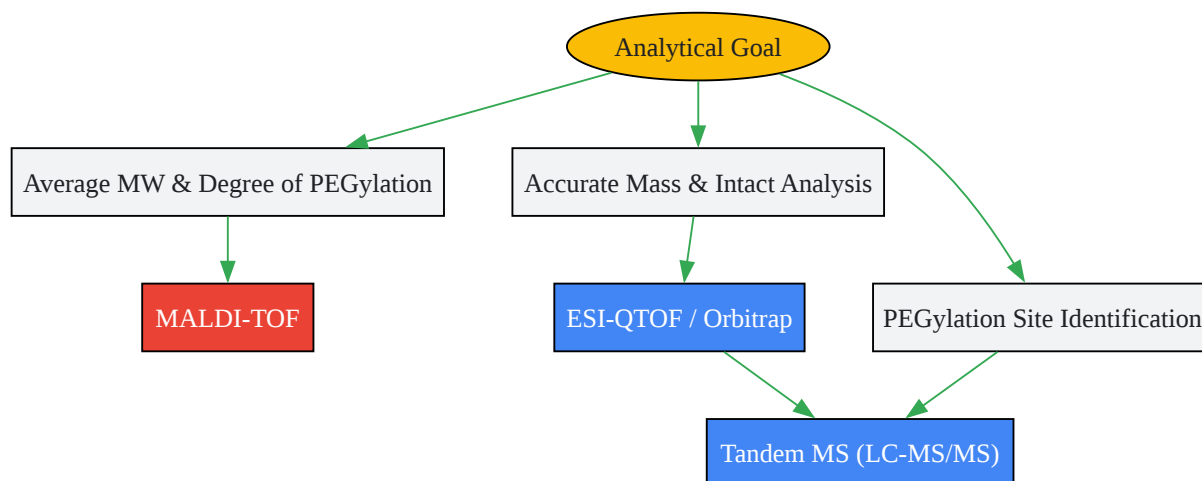 Analytical Goal
Average MW & Degree of PEGylation
Accurate Mass & Intact Analysis
MALDI-TOF
ESI-QTOF / Orbitrap
PEGylation Site Identification
Tandem MS (LC-MS/MS)